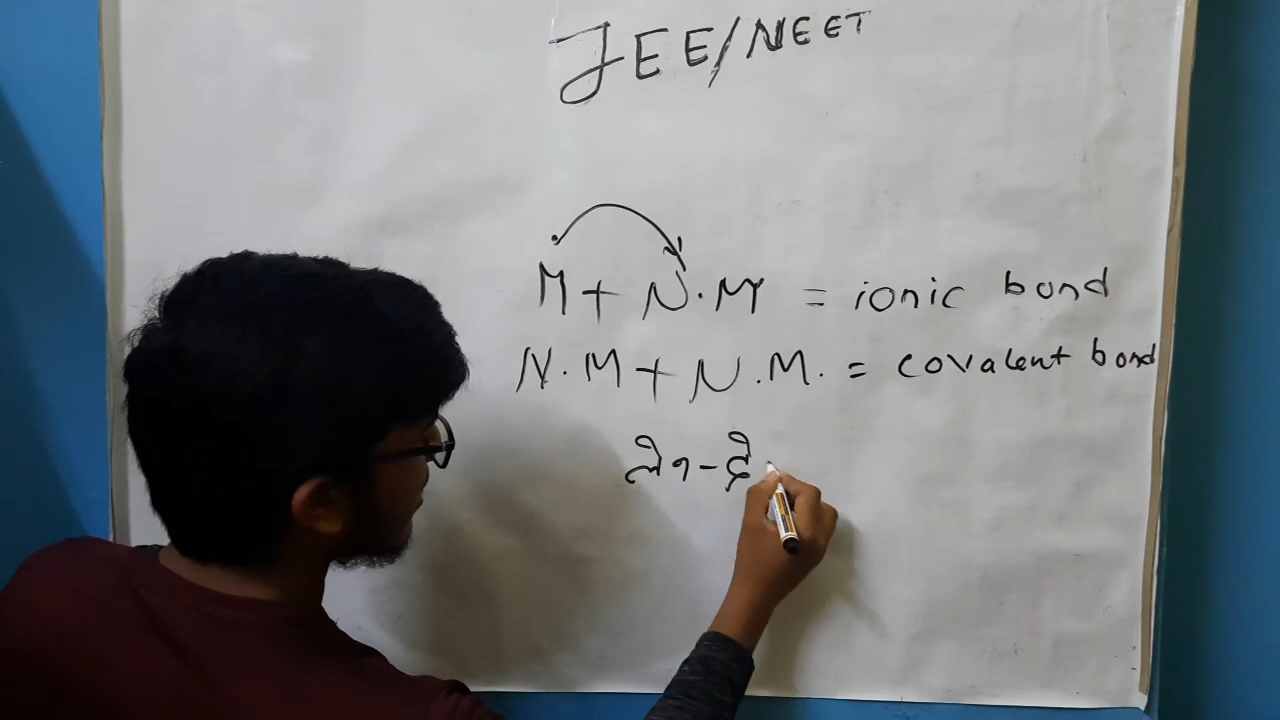 JEE/NEET
M + N.M = ionic bond
N.M + N.M. = covalent bond